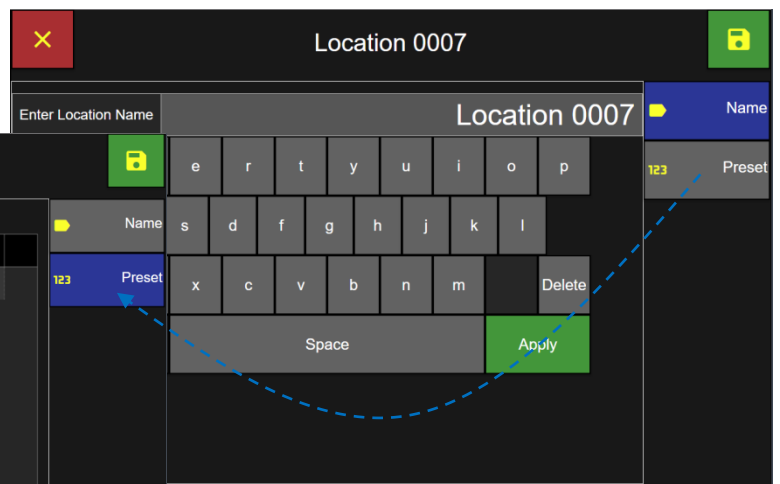 Location 0007
Enter Location Name Location 0007
Name
123 Preset
Name
123 Preset
e r t y u i o p
s d f g h j k l
x c v b n m Delete
Space Apply